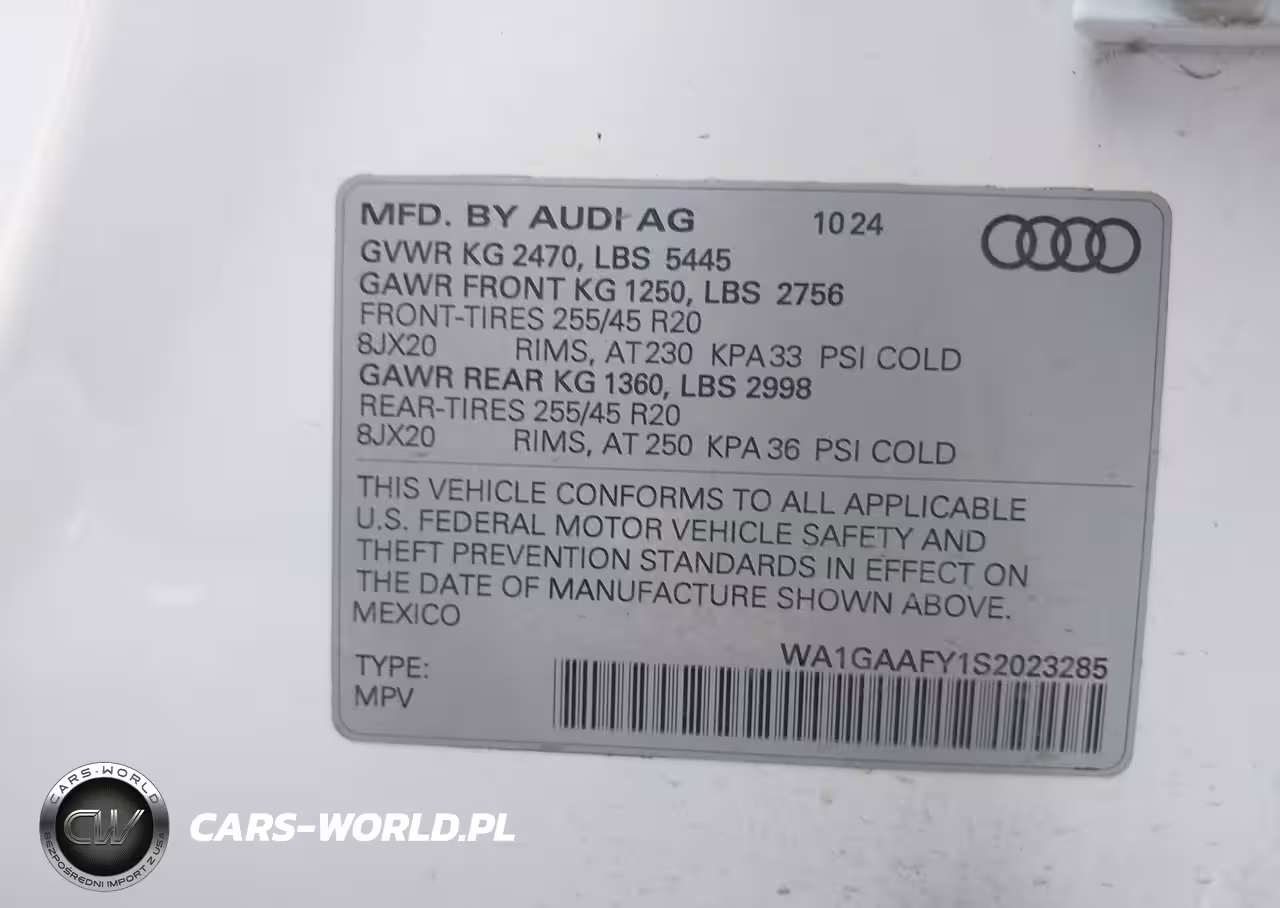 MFD. BY AUDI AG 10 24
GVWR KG 2470, LBS 5445
GAWR FRONT KG 1250, LBS 2756
FRONT-TIRES 255/45 R20
8JX20 RIMS, AT 230 KPA 33 PSI COLD
GAWR REAR KG 1360, LBS 2998
REAR-TIRES 255/45 R20
8JX20 RIMS, AT 250 KPA 36 PSI COLD
THIS VEHICLE CONFORMS TO ALL APPLICABLE
U.S. FEDERAL MOTOR VEHICLE SAFETY AND
THEFT PREVENTION STANDARDS IN EFFECT ON
THE DATE OF MANUFACTURE SHOWN ABOVE.
MEXICO
WA1GAAFY1S2023285
TYPE:
MPV
CARS-WORLD
CW
BEZPOŚREDNI IMPORT Z USA
CARS-WORLD.PL